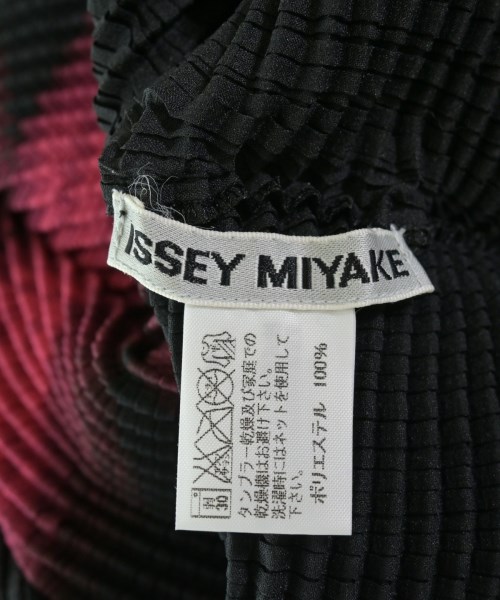 ISSEY MIYAKE
弱
30
タンブラー乾燥及び家庭での
乾燥機はお避け下さい。
洗濯時にはネットを使用して
下さい。
ポリエステル 100%